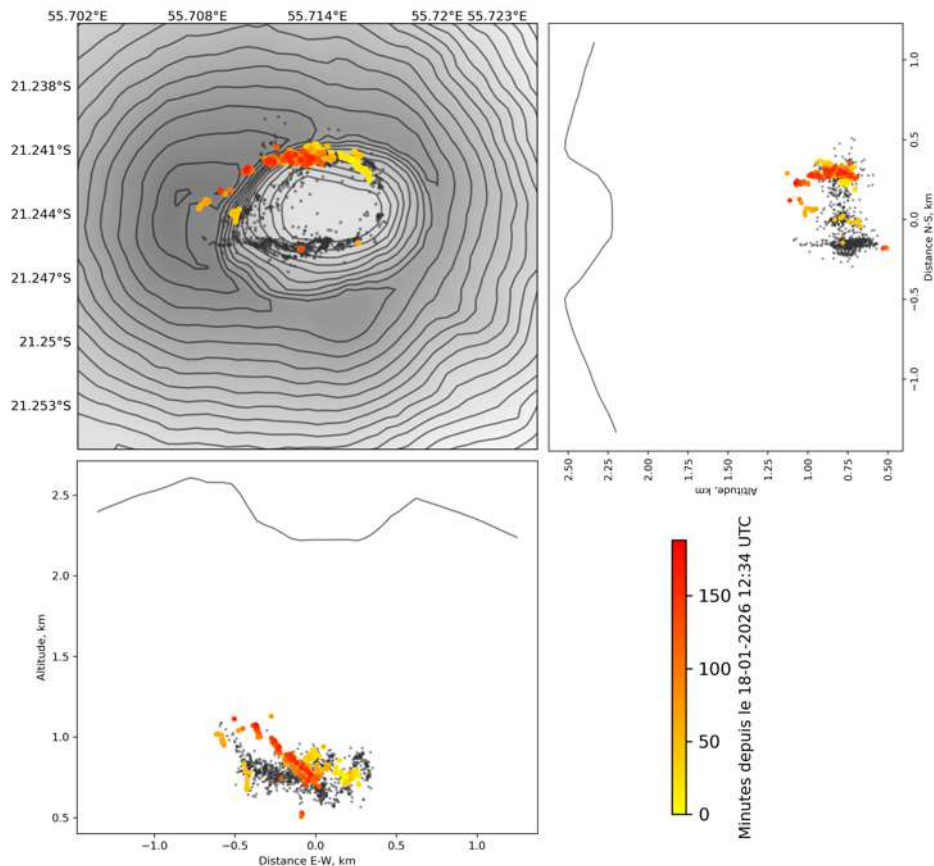 55.702°E 55.708°E 55.714°E 55.72°E 55.723°E
21.238°S
21.241°S
21.244°S
21.247°S
21.25°S
21.253°S
1.0
0.5
0.0
−0.5
−1.0
Distance N-S, km
2.50 2.25 2.00 1.75 1.50 1.25 1.00 0.75 0.50
Altitude, km
2.5
2.0
1.5
1.0
0.5
Altitude, km
−1.0 −0.5 0.0 0.5 1.0
Distance E-W, km
150
100
50
0
Minutes depuis le 18-01-2026 12:34 UTC